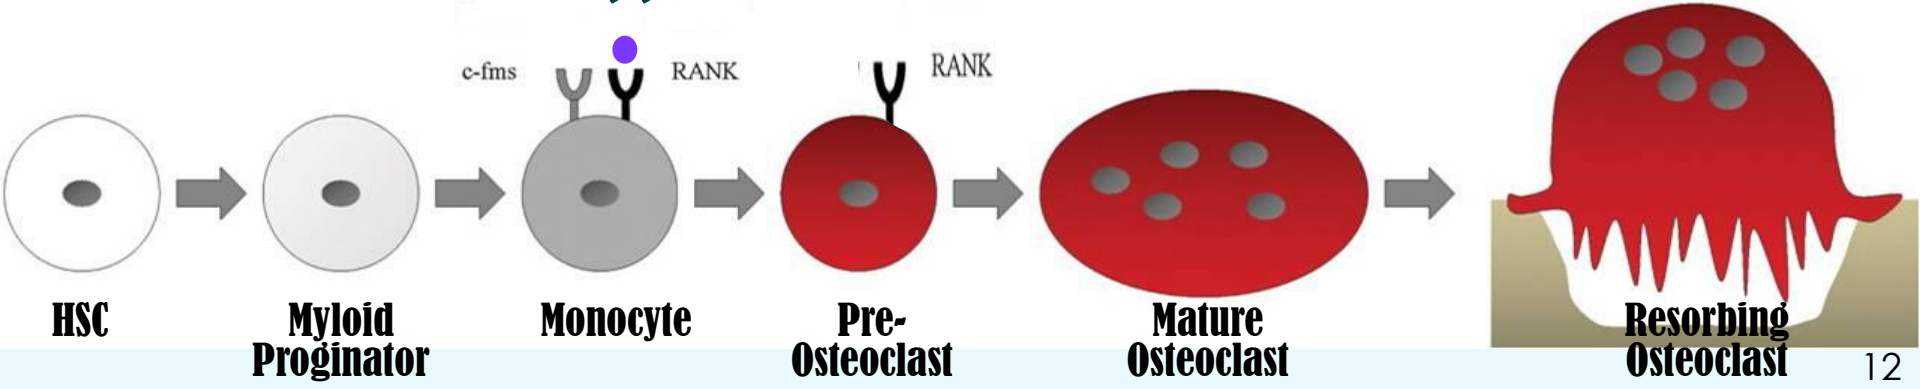 c-fms
RANK
RANK
HSC
Myloid
Proginator
Monocyte
Pre-
Osteoclast
Mature
Osteoclast
Resorbing
Osteoclast
12